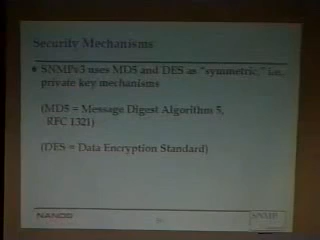 Security Mechanisms
• SNMPv3 uses MD5 and DES as "symmetric," i.e.,
private key mechanisms
(MD5 = Message Digest Algorithm 5,
RFC 1321)
(DES = Data Encryption Standard)
NANOG
SNMP